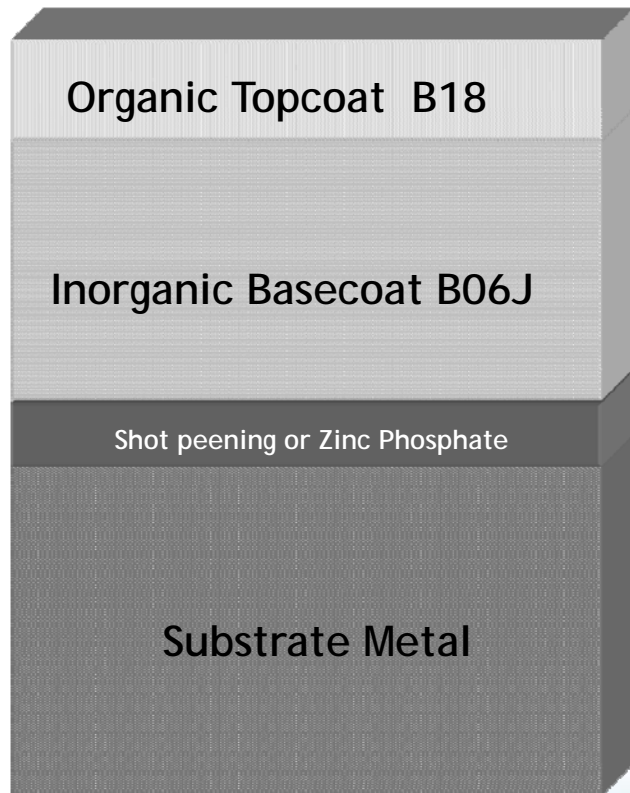 Organic Topcoat B18
Inorganic Basecoat B06J
Shot peening or Zinc Phosphate
Substrate Metal